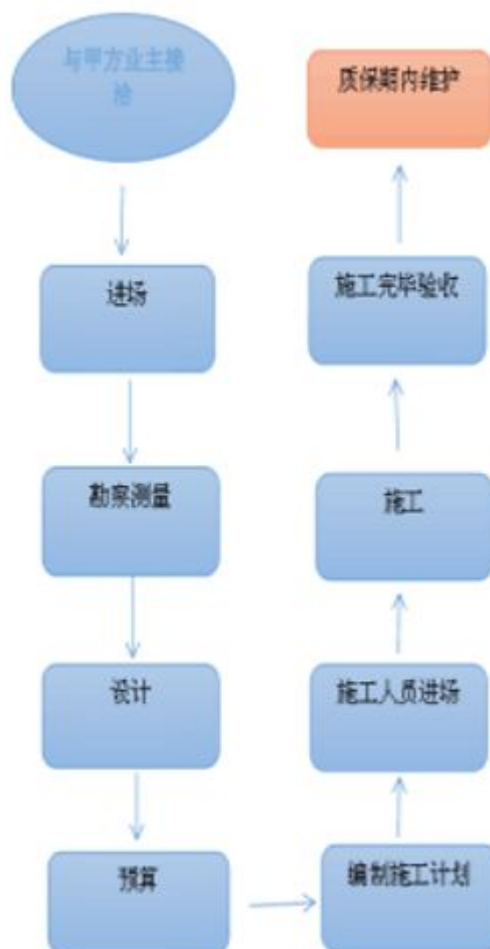 与甲方业主接
洽
进场
勘察测量
设计
预算
编制施工计划
施工人员进场
施工
施工完毕验收
质保期内维护